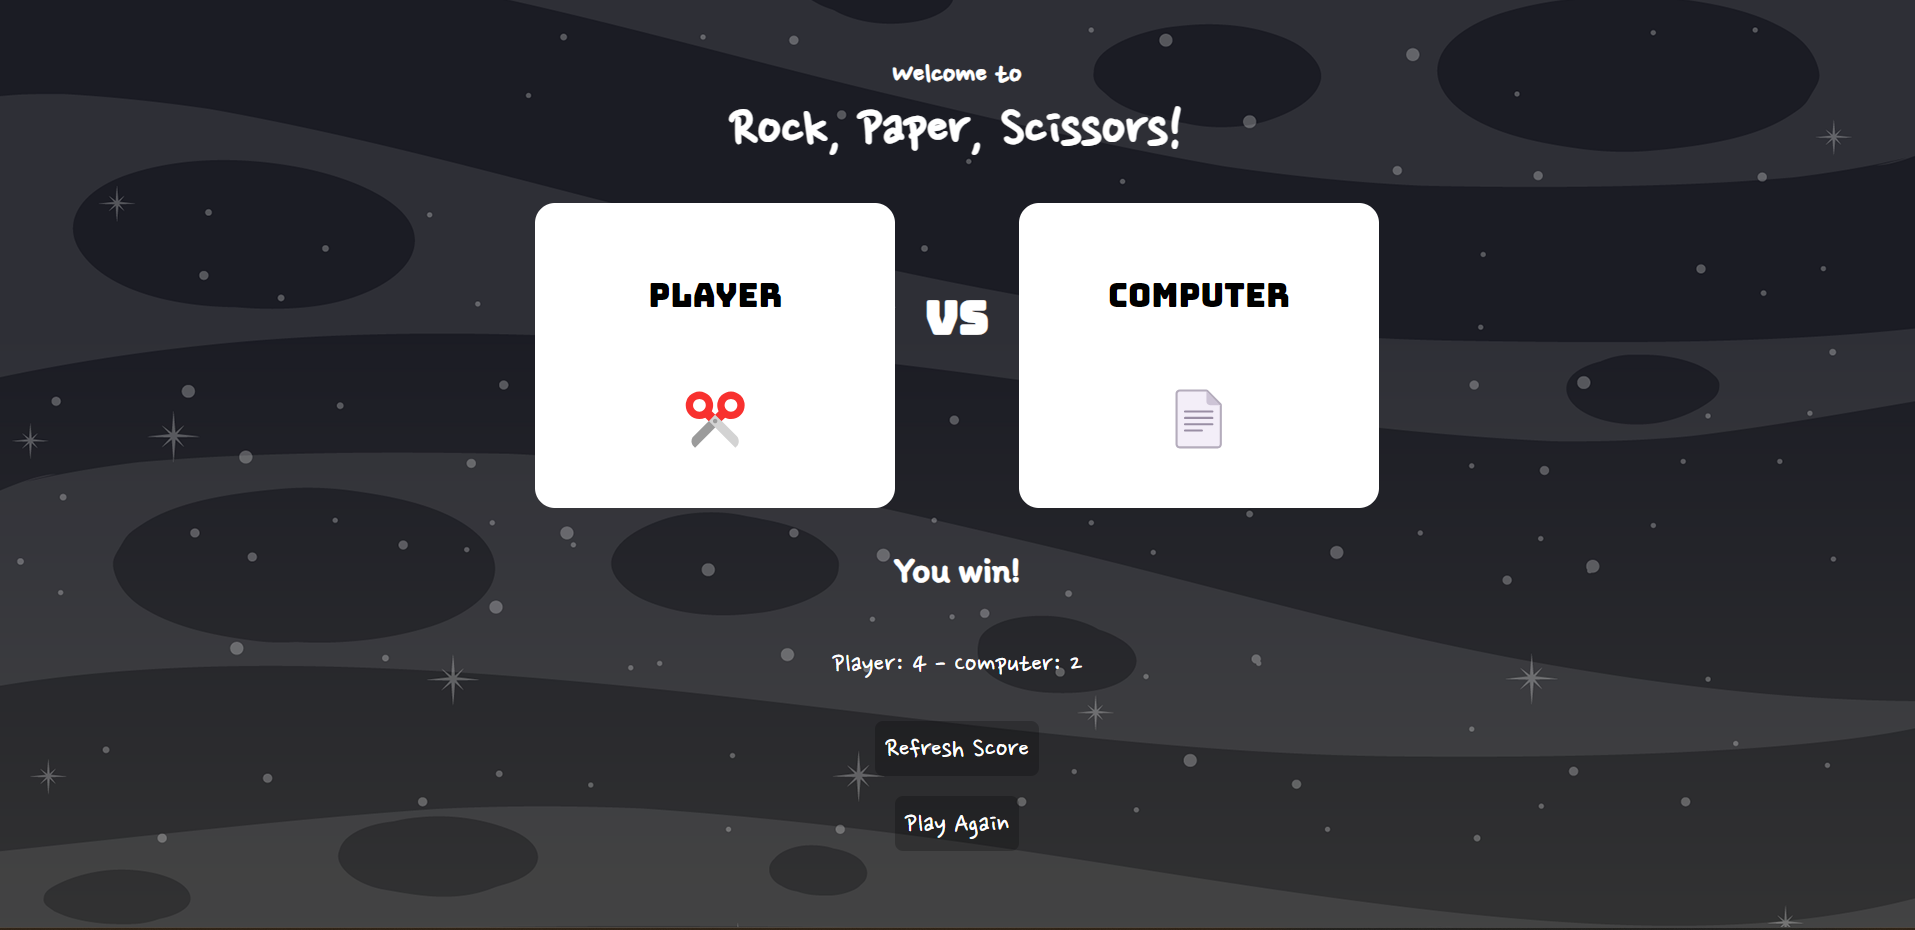 Welcome to
Rock, Paper, Scissors!
PLAYER
VS
COMPUTER
You win!
Player: 4 - Computer: 2
Refresh Score
Play Again